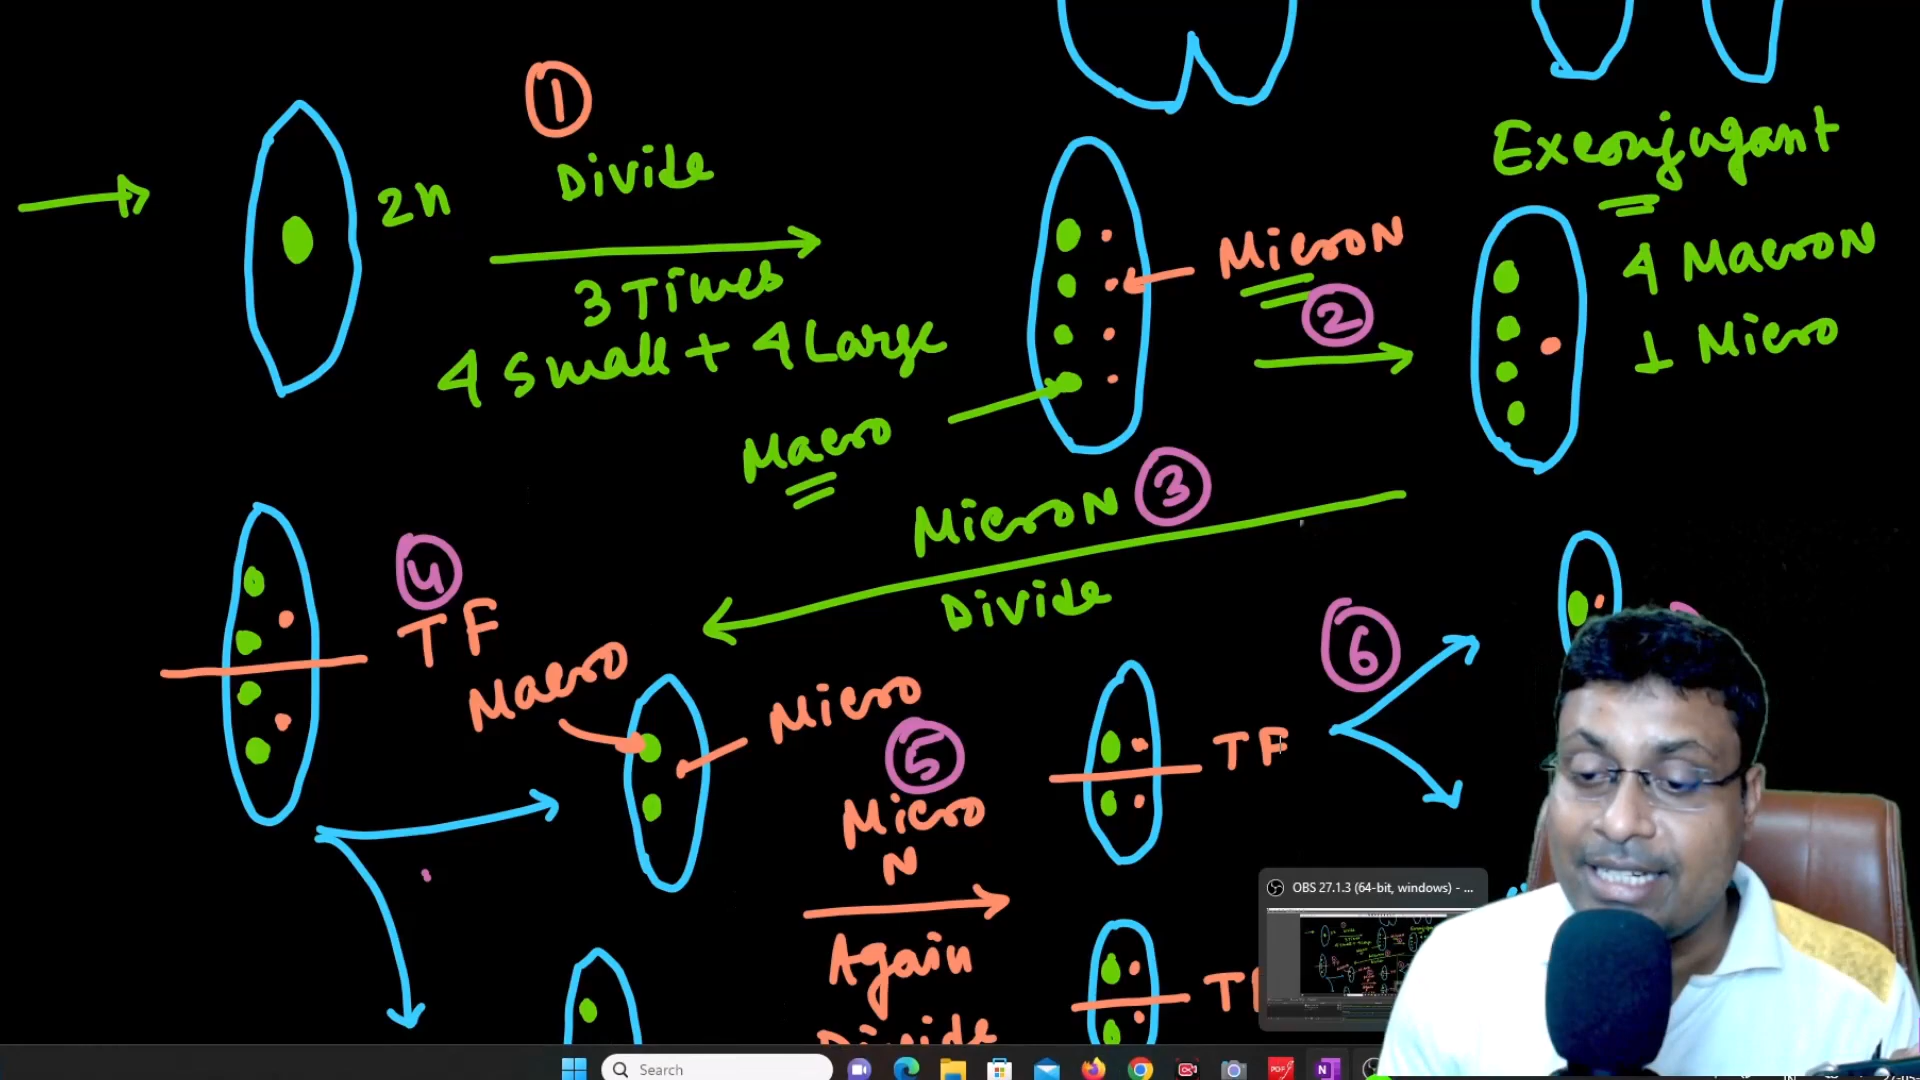 1
Divide
2n
3 Times
4 Small + 4 Large
Macro
MicroN
2
Exconjugant
4 MacroN
1 Micro
MicroN 3
Divide
4
TF
Macro
Micro
5
Micro
N
Again
Divide
TF
6
OBS 27.1.3 (64-bit, windows) - ...
Search